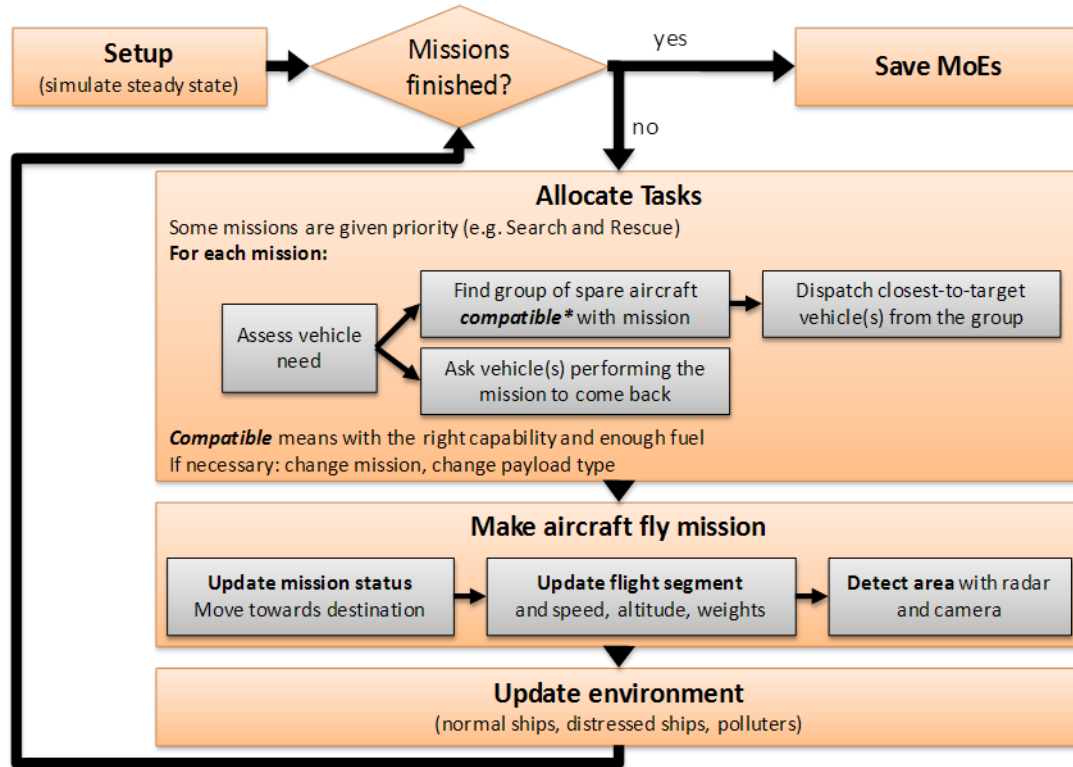 Setup
(simulate steady state)
Missions
finished?
yes
Save MoEs
no
Allocate Tasks
Some missions are given priority (e.g. Search and Rescue)
For each mission:
Assess vehicle
need
Find group of spare aircraft
compatible* with mission
Dispatch closest-to-target
vehicle(s) from the group
Ask vehicle(s) performing the
mission to come back
Compatible means with the right capability and enough fuel
If necessary: change mission, change payload type
Make aircraft fly mission
Update mission status
Move towards destination
Update flight segment
and speed, altitude, weights
Detect area with radar
and camera
Update environment
(normal ships, distressed ships, polluters)